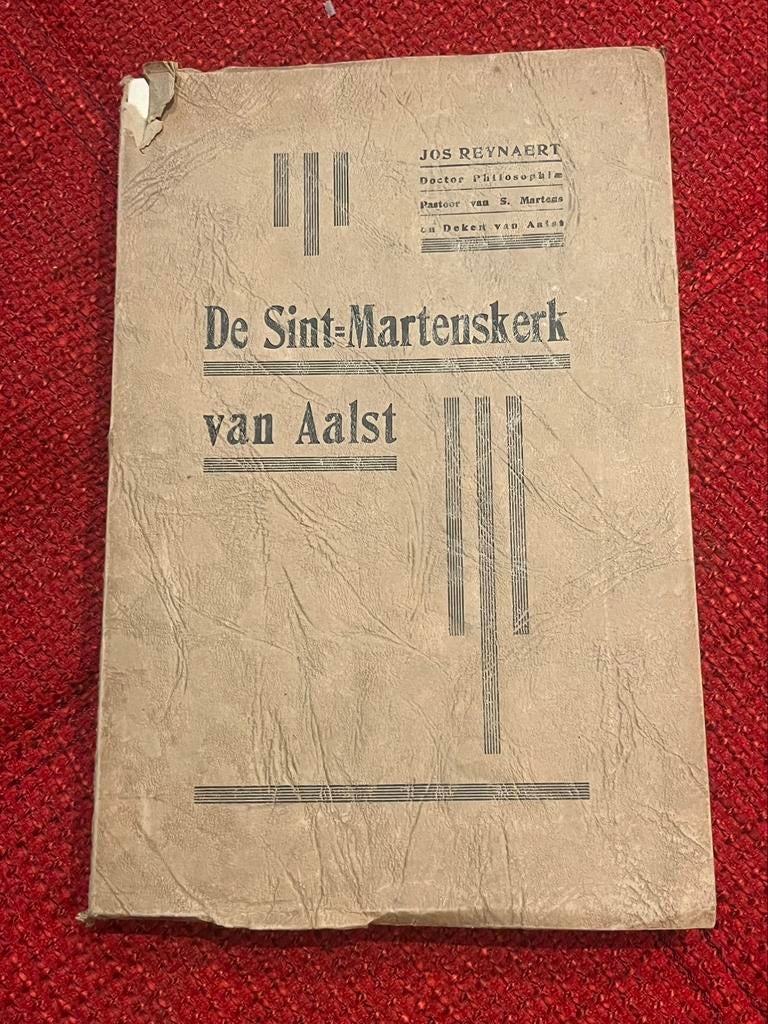 JOS REYNAERT
Doctor Philosophiæ
Pastoor van S. Martens
en Deken van Aalst
De Sint=Martenskerk
van Aalst